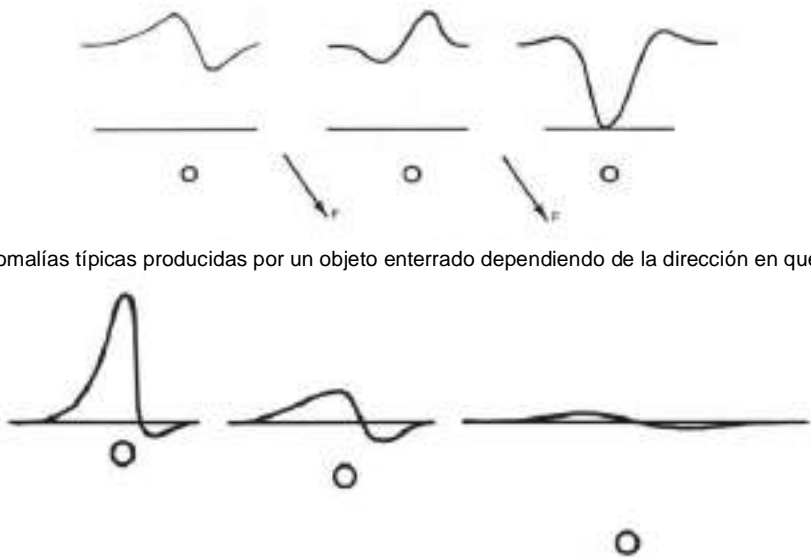 omalías típicas producidas por un objeto enterrado dependiendo de la dirección en que